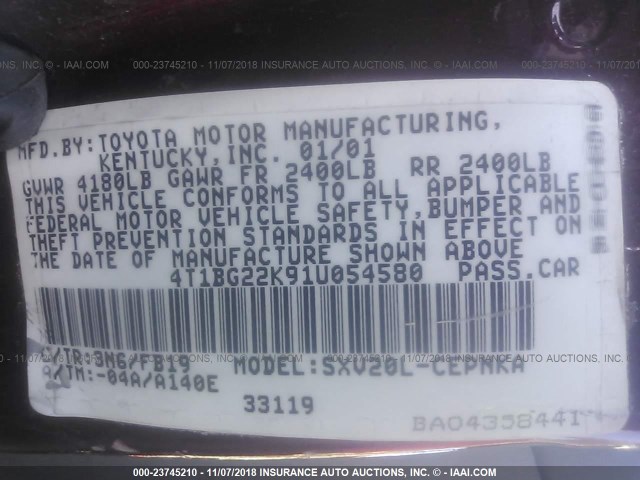 © - IAAI.COM 000-23745210 - 11/07/2018 INSURANCE AUTO AUCTIONS, INC. © - IAAI.COM
MFD.BY:TOYOTA MOTOR MANUFACTURING,
KENTUCKY,INC. 01/01
GVWR 4180LB GAWR FR 2400LB RR 2400LB
THIS VEHICLE CONFORMS TO ALL APPLICABLE
FEDERAL MOTOR VEHICLE SAFETY,BUMPER AND
THEFT PREVENTION STANDARDS IN EFFECT ON
THE DATE OF MANUFACTURE SHOWN ABOVE
4T1BG22K91U054580 PASS.CAR
C/TR:3M6/FB19 MODEL:SXV20L-CEPNKA
A/TM:-04A/A140E
33119
BA04358441
000-23745210 - 11/07/2018 INSURANCE AUTO AUCTIONS, INC. © - IAAI.COM